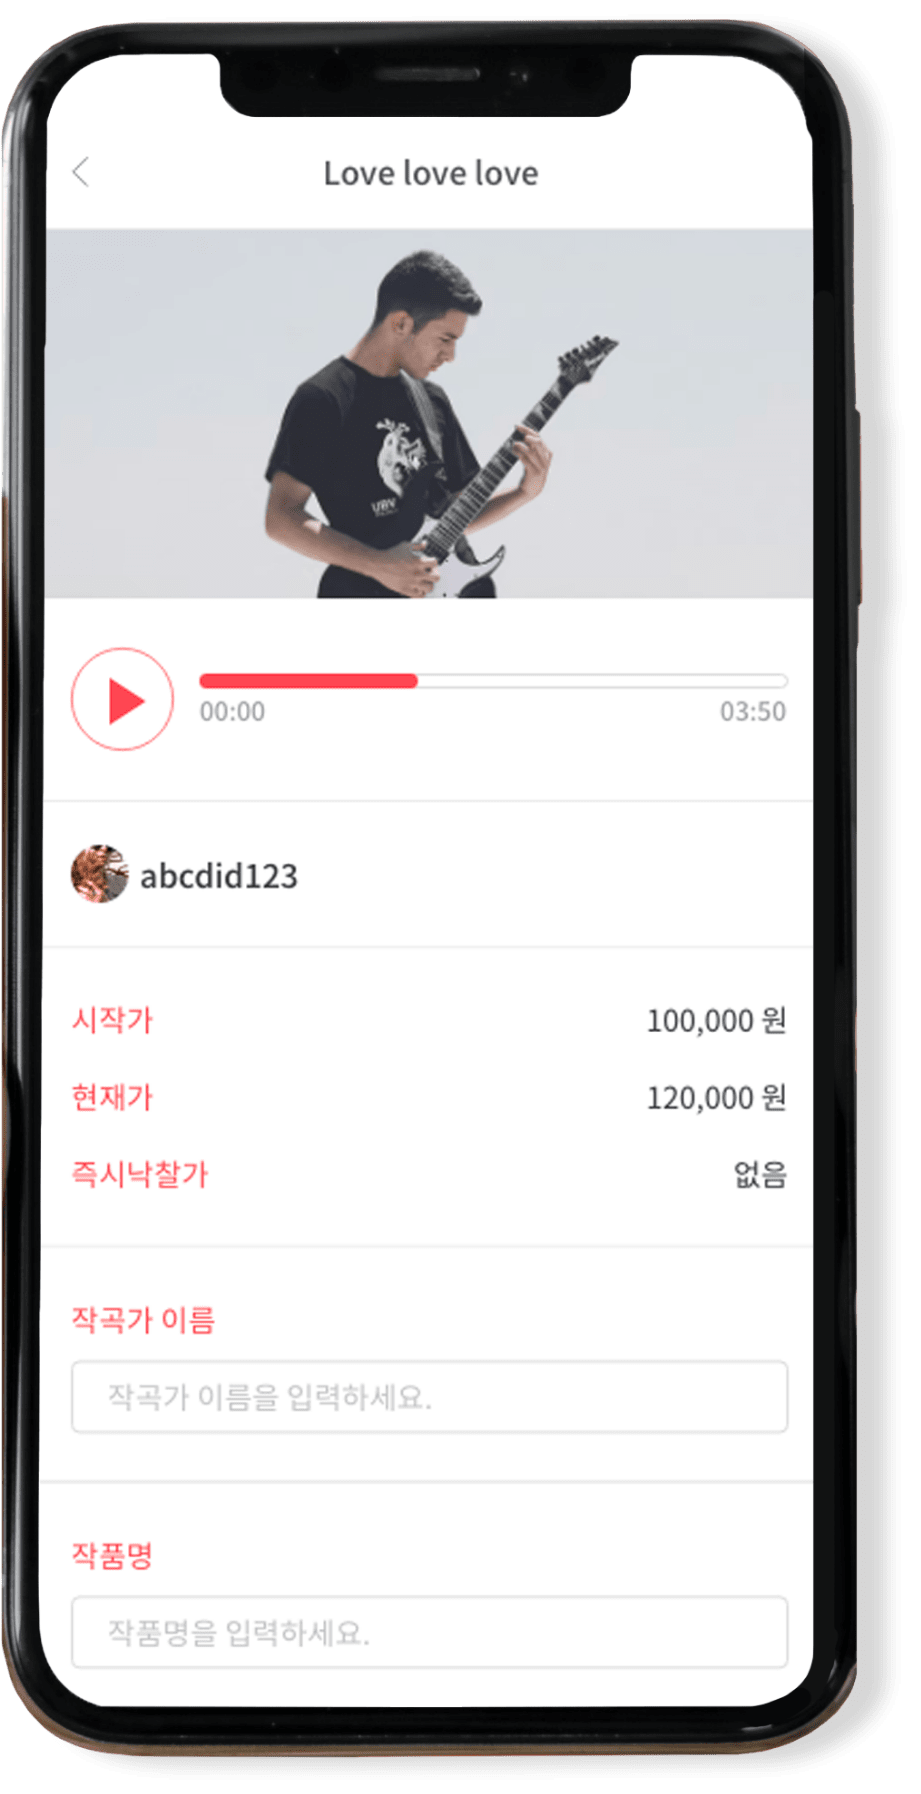 Love love love
URV
00:00
03:50
abcdid123
시작가
100,000 원
현재가
120,000 원
즉시낙찰가
없음
작곡가 이름
작곡가 이름을 입력하세요.
작품명
작품명을 입력하세요.